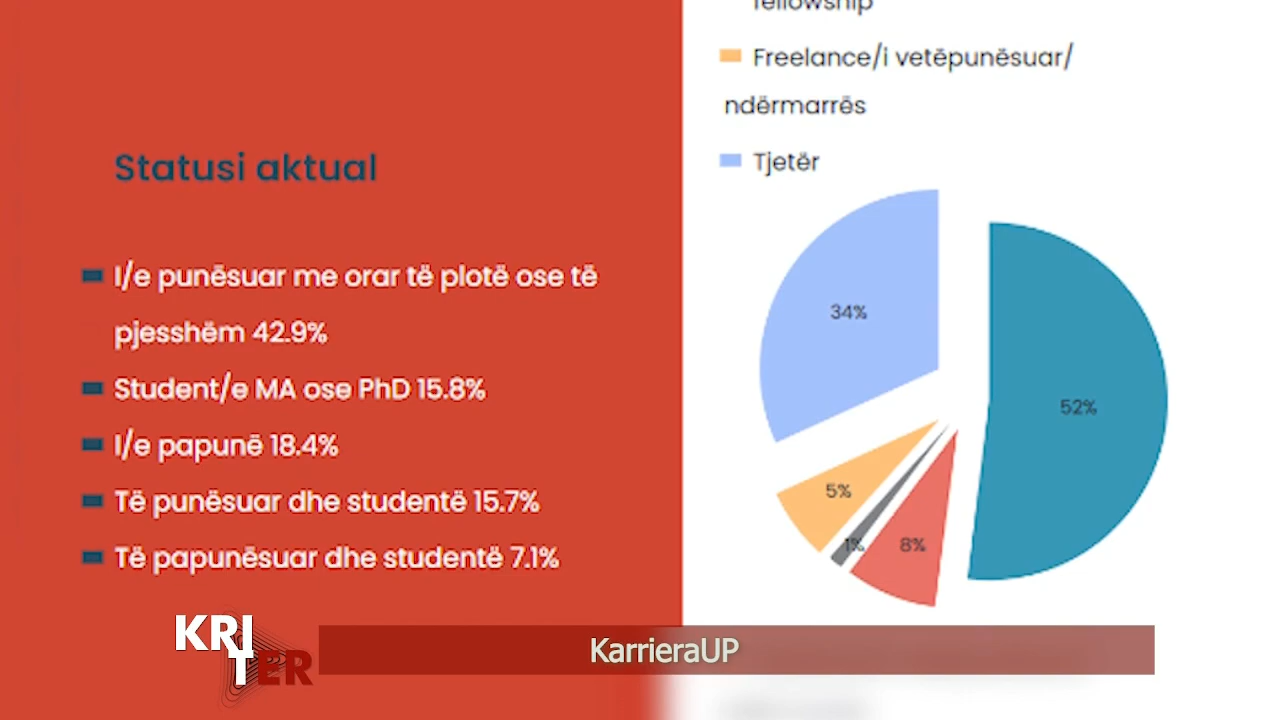 Statusi aktual
I/e punësuar me orar të plotë ose të
pjesshëm 42.9%
Student/e MA ose PhD 15.8%
I/e papunë 18.4%
Të punësuar dhe studentë 15.7%
Të papunësuar dhe studentë 7.1%
fellowship
Freelance/i vetëpunësuar/
ndërmarrës
Tjetër
34%
52%
5%
1%
8%
KRI
TER
KarrieraUP